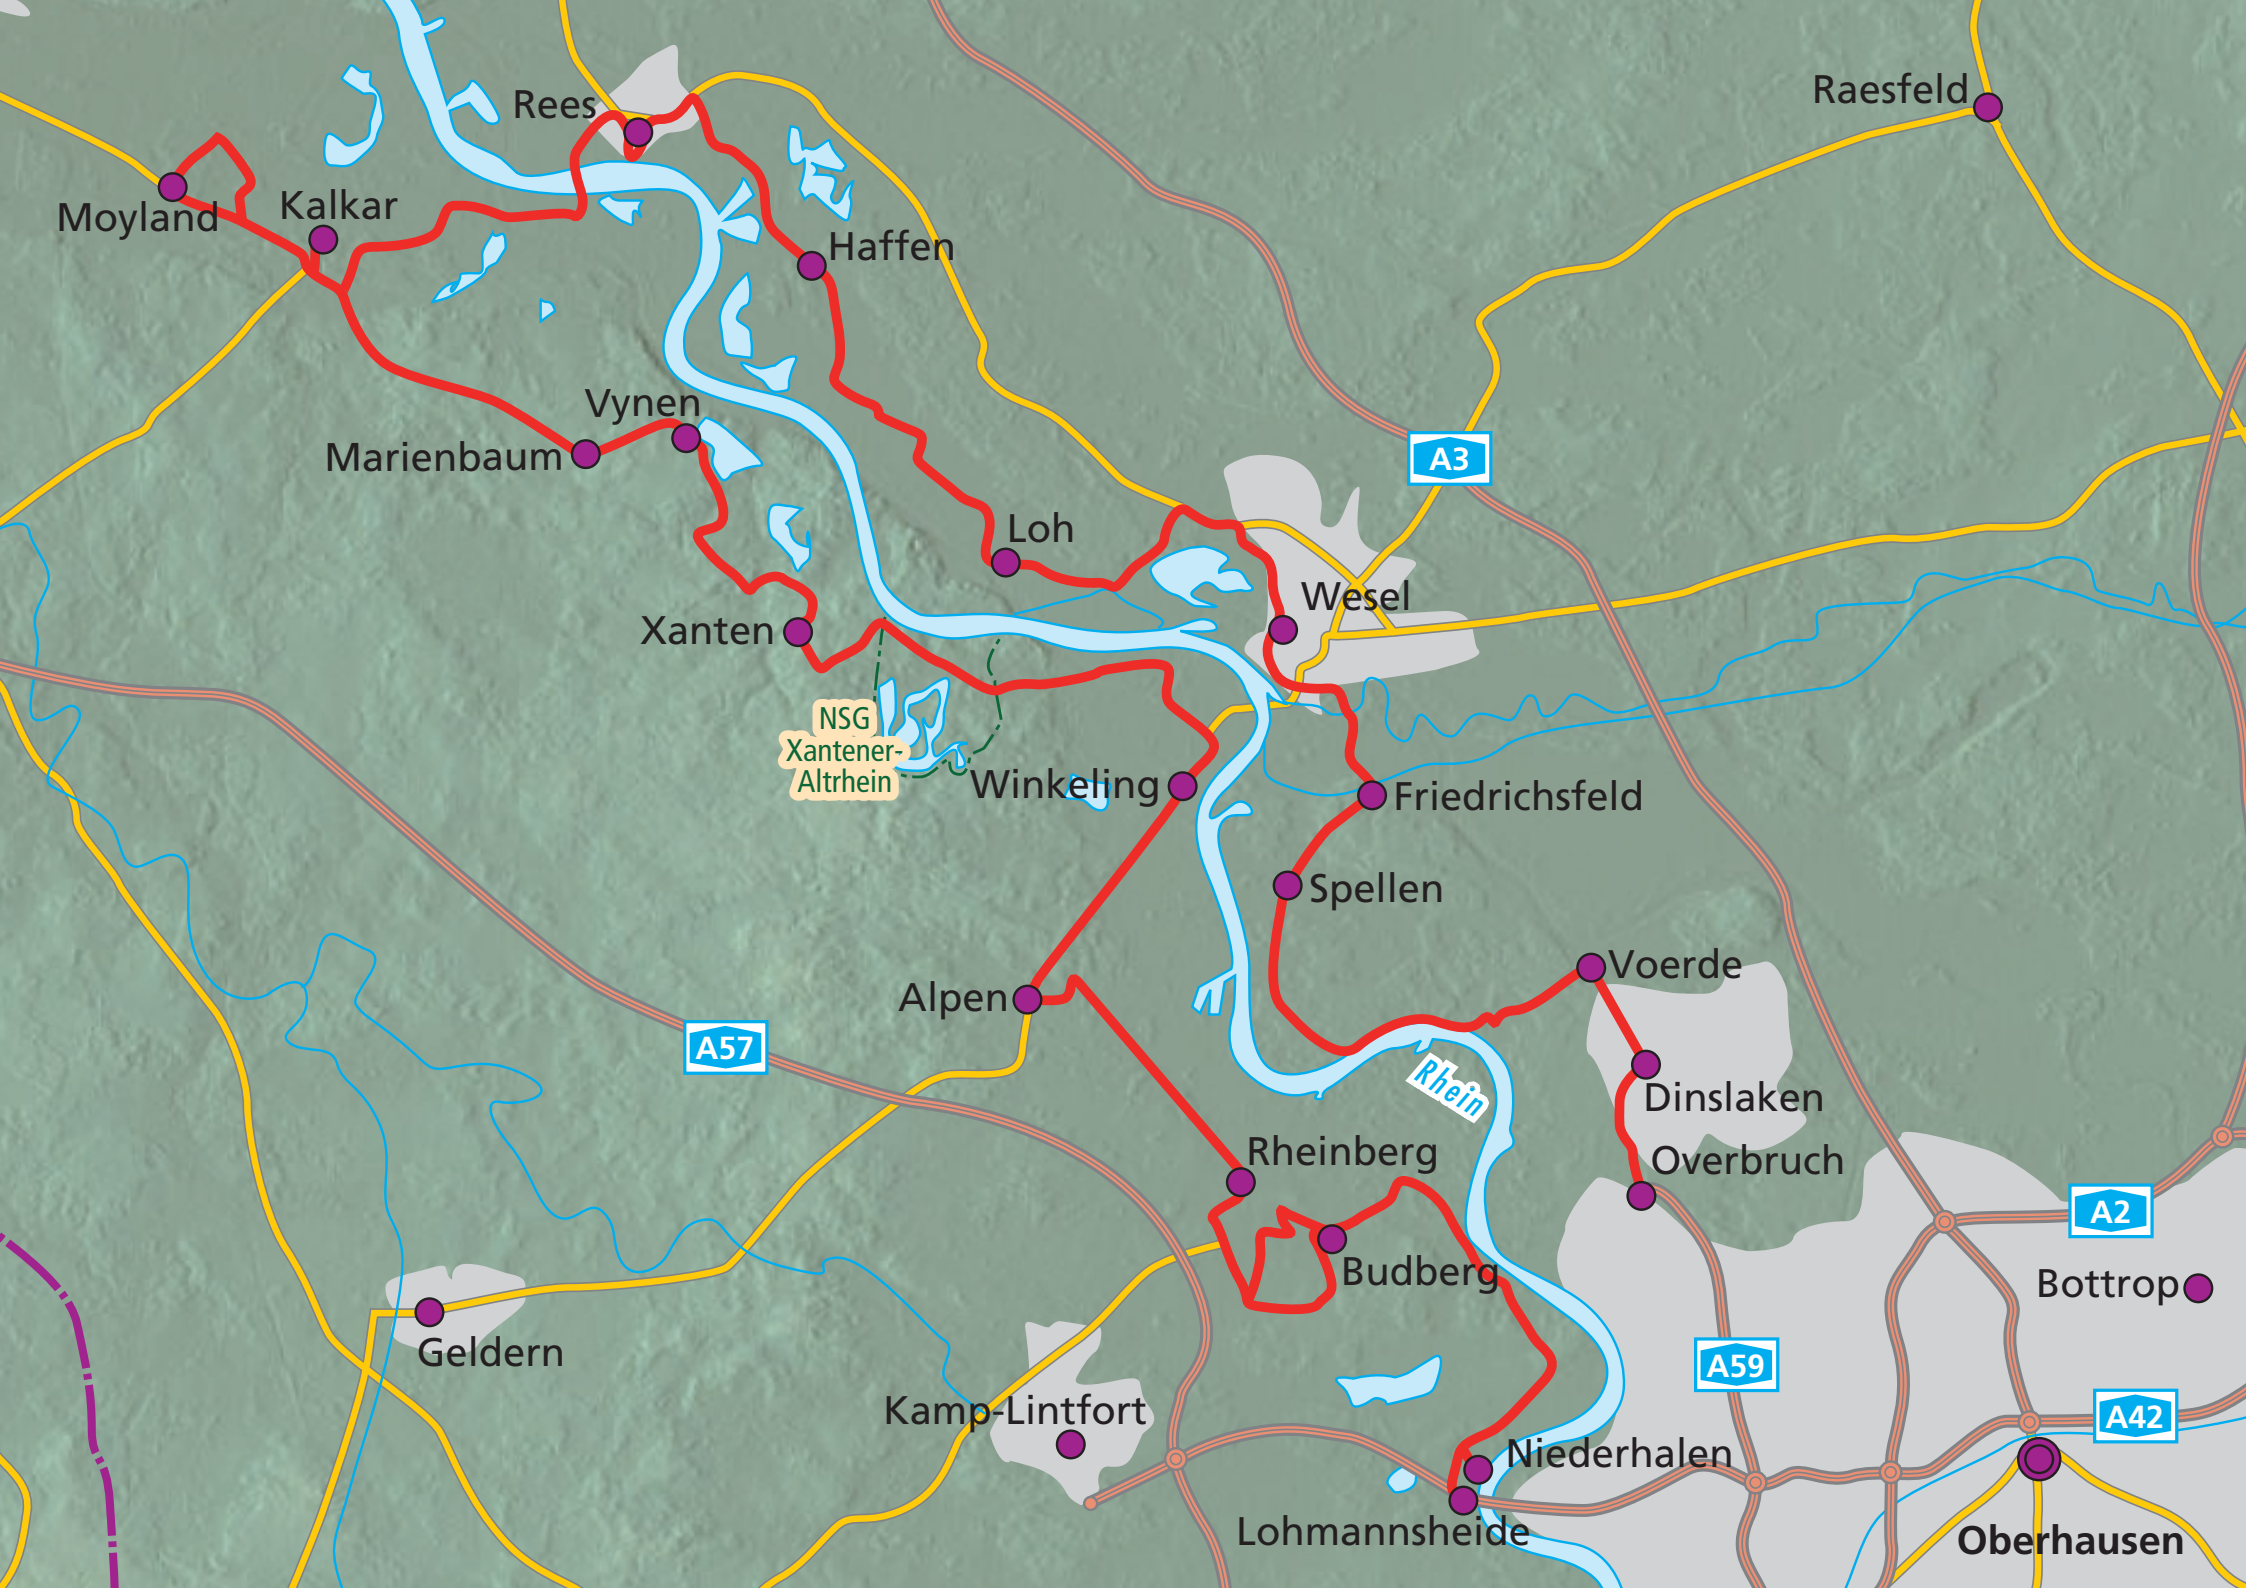 Raesfeld
Rees
Kalkar
Moyland
Haffen
Vynen
Marienbaum
A3
Loh
Wesel
Xanten
NSG
Xantener-
Altrhein
Winkeling
Friedrichsfeld
Spellen
Voerde
Alpen
A57
Rhein
Dinslaken
Rheinberg
Overbruch
A2
Budberg
Bottrop
Geldern
A59
Kamp-Lintfort
A42
Niederhalen
Lohmannsheide
Oberhausen